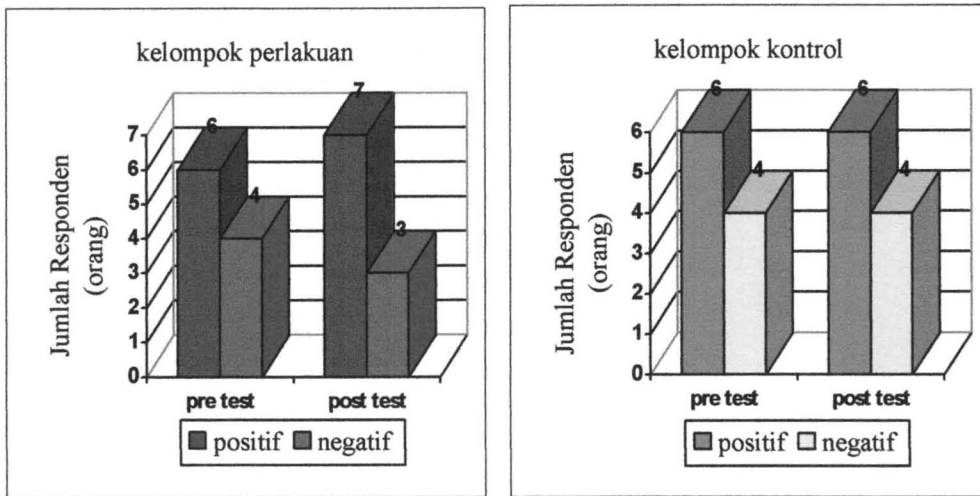 kelompok perlakuan
Jumlah Responden
(orang)
7
6
5
4
3
2
1
0
6
4
7
3
pre test
post test
positif negatif
kelompok kontrol
Jumlah Responden
(orang)
6
5
4
3
2
1
0
6
4
6
4
pre test
post test
positif negatif